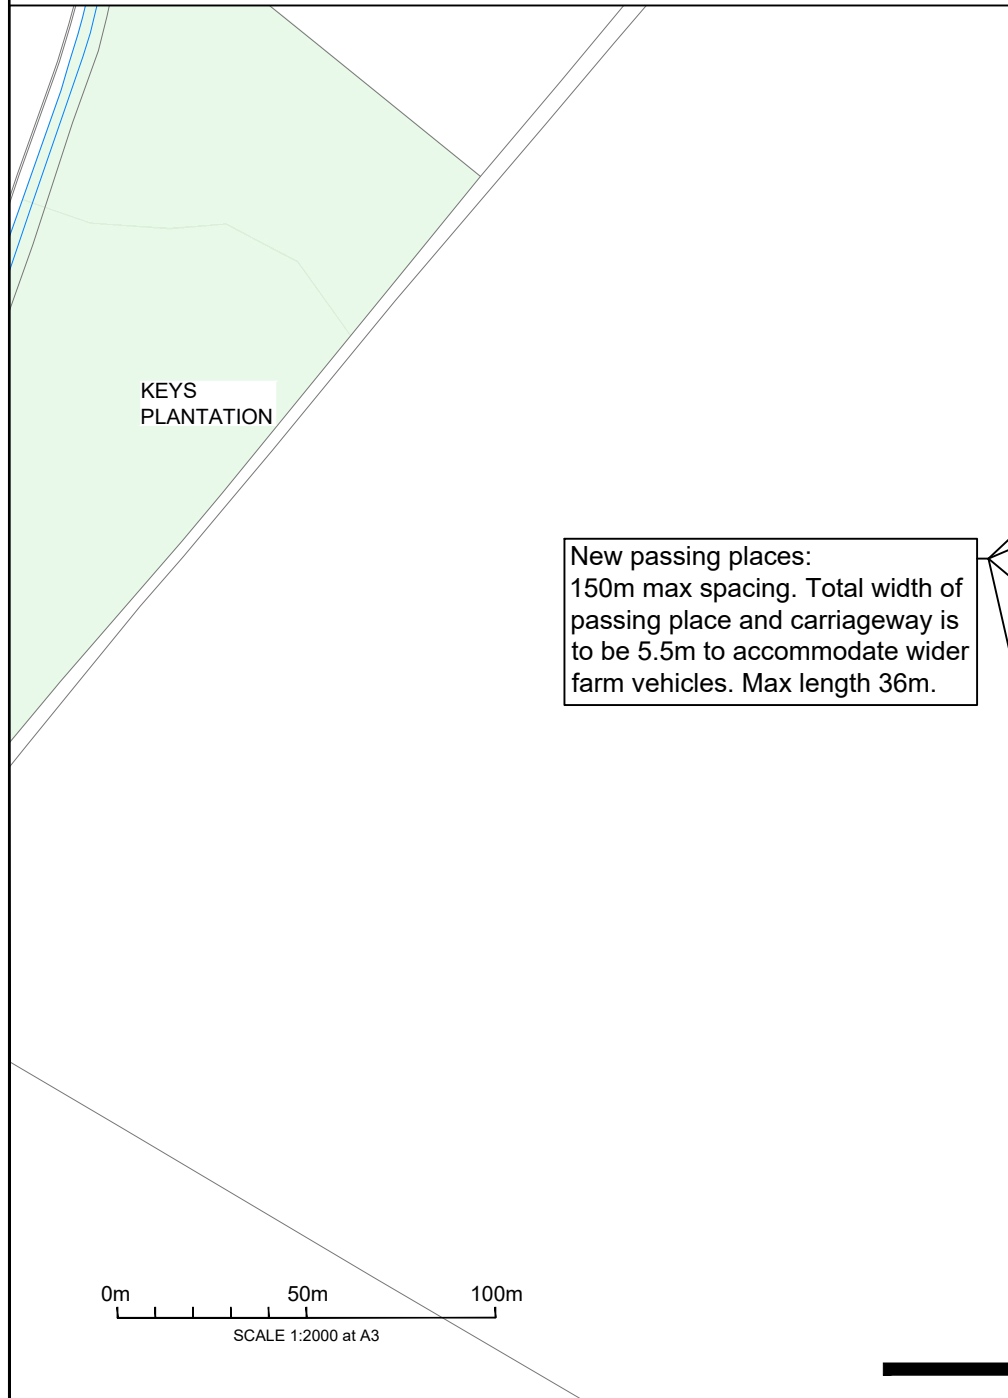 KEYS
PLANTATION
New passing places:
150m max spacing. Total width of
passing place and carriageway is
to be 5.5m to accommodate wider
farm vehicles. Max length 36m.
0m 50m 100m
SCALE 1:2000 at A3